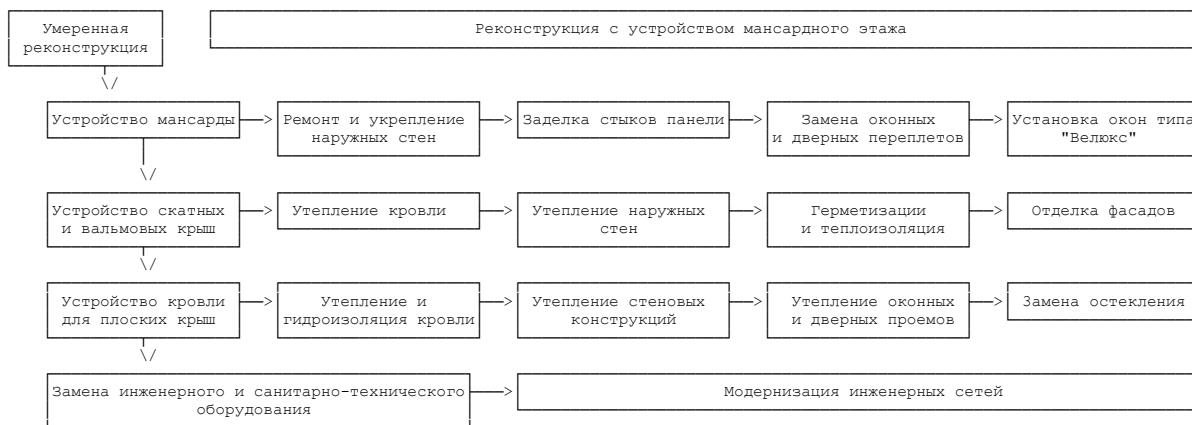 Умеренная
реконструкция
Реконструкция с устройством мансардного этажа
Устройство мансарды
Ремонт и укрепление
наружных стен
Заделка стыков панели
Замена оконных
и дверных переплетов
Установка окон типа
"Велюкс"
Устройство скатных
и вальмовых крыш
Утепление кровли
Утепление наружных
стен
Герметизации
и теплоизоляция
Отделка фасадов
Устройство кровли
для плоских крыш
Утепление и
гидроизоляция кровли
Утепление стеновых
конструкций
Утепление оконных
и дверных проемов
Замена остекления
Замена инженерного и санитарно-технического
оборудования
Модернизация инженерных сетей